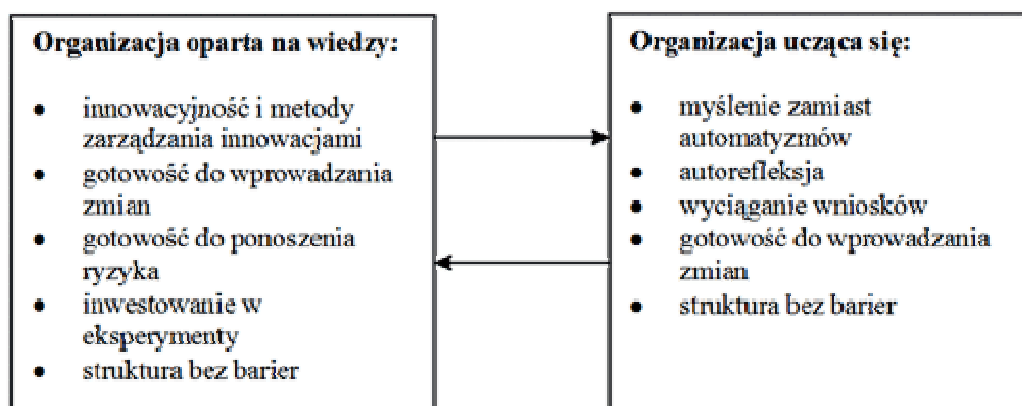 Organizacja oparta na wiedzy:
• innowacyjność i metody
zarządzania innowacjami
• gotowość do wprowadzania
zmian
• gotowość do ponoszenia
ryzyka
• inwestowanie w
eksperymenty
• struktura bez barier
Organizacja ucząca się:
• myślenie zamiast
automatyzmów
• autorefleksja
• wyciąganie wniosków
• gotowość do wprowadzania
zmian
• struktura bez barier